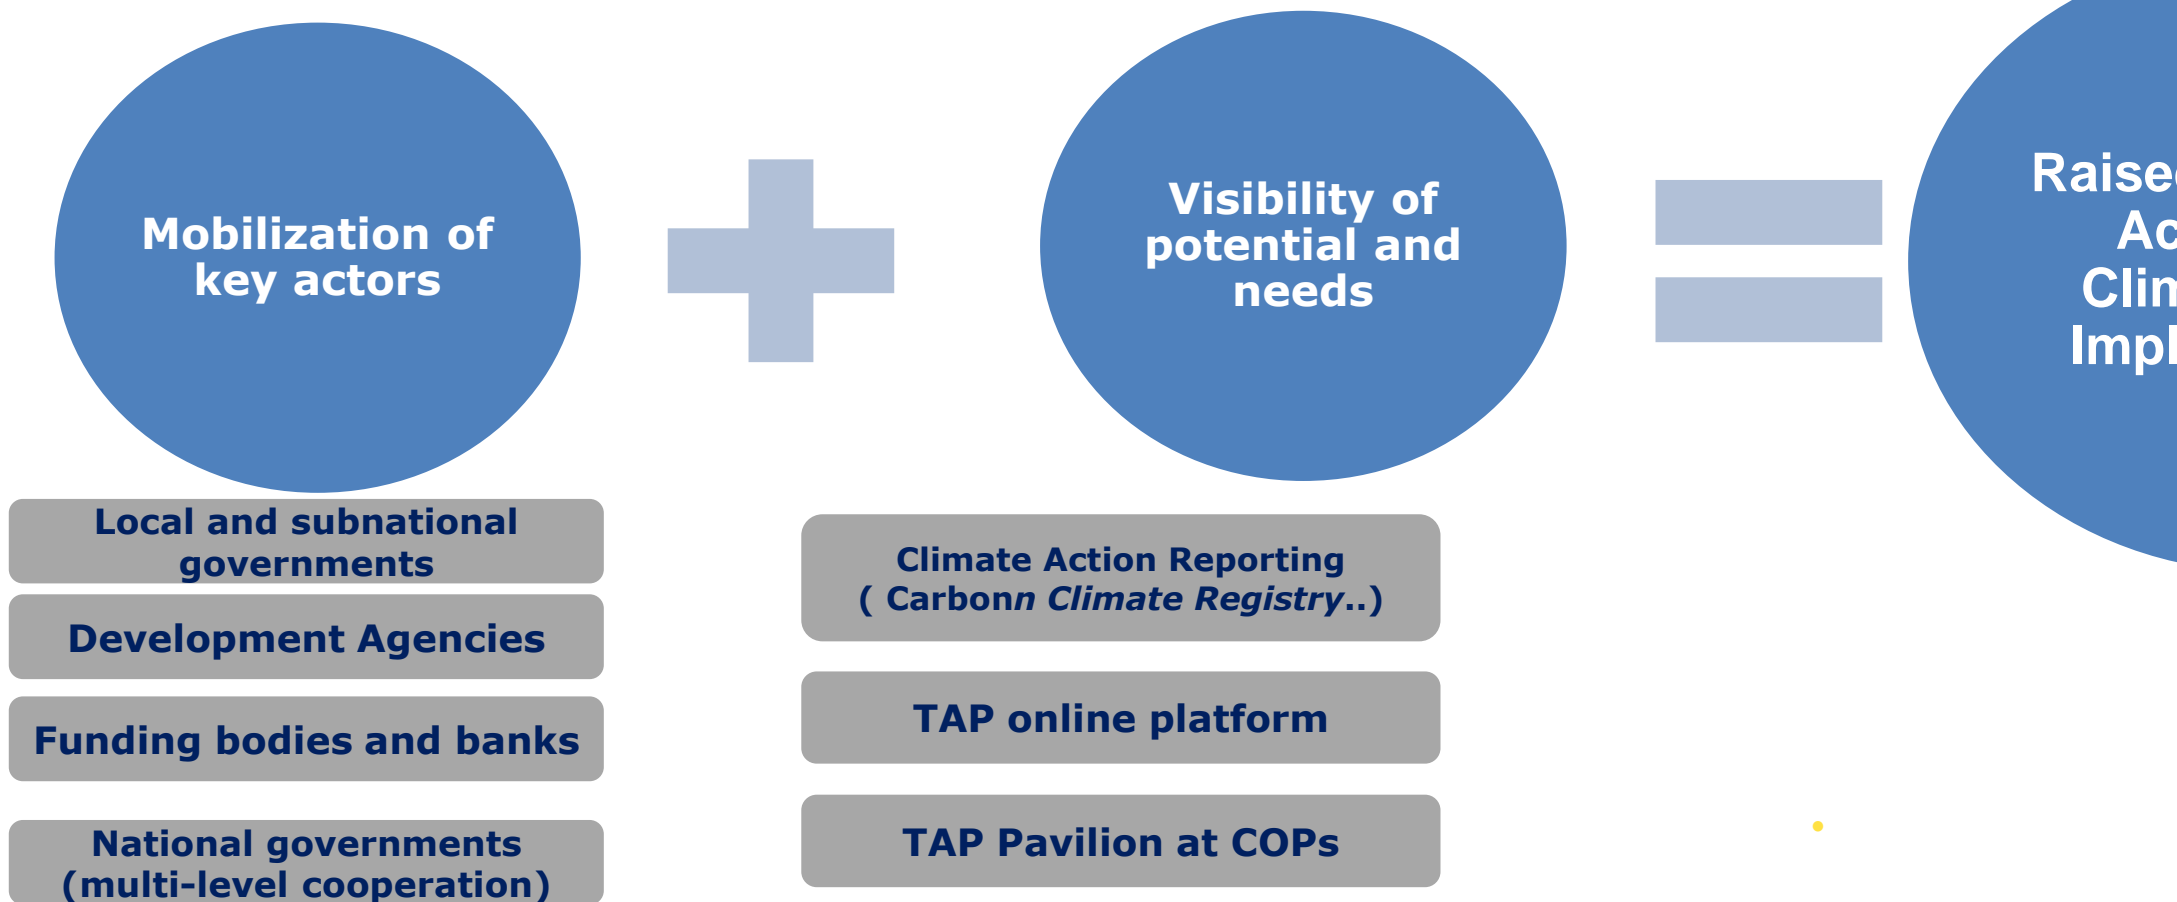 Mobilization of
key actors
Visibility of
potential and
needs
Local and subnational
governments
Development Agencies
Funding bodies and banks
National governments
(multi-level cooperation)
Climate Action Reporting
( Carbonn Climate Registry..)
TAP online platform
TAP Pavilion at COPs